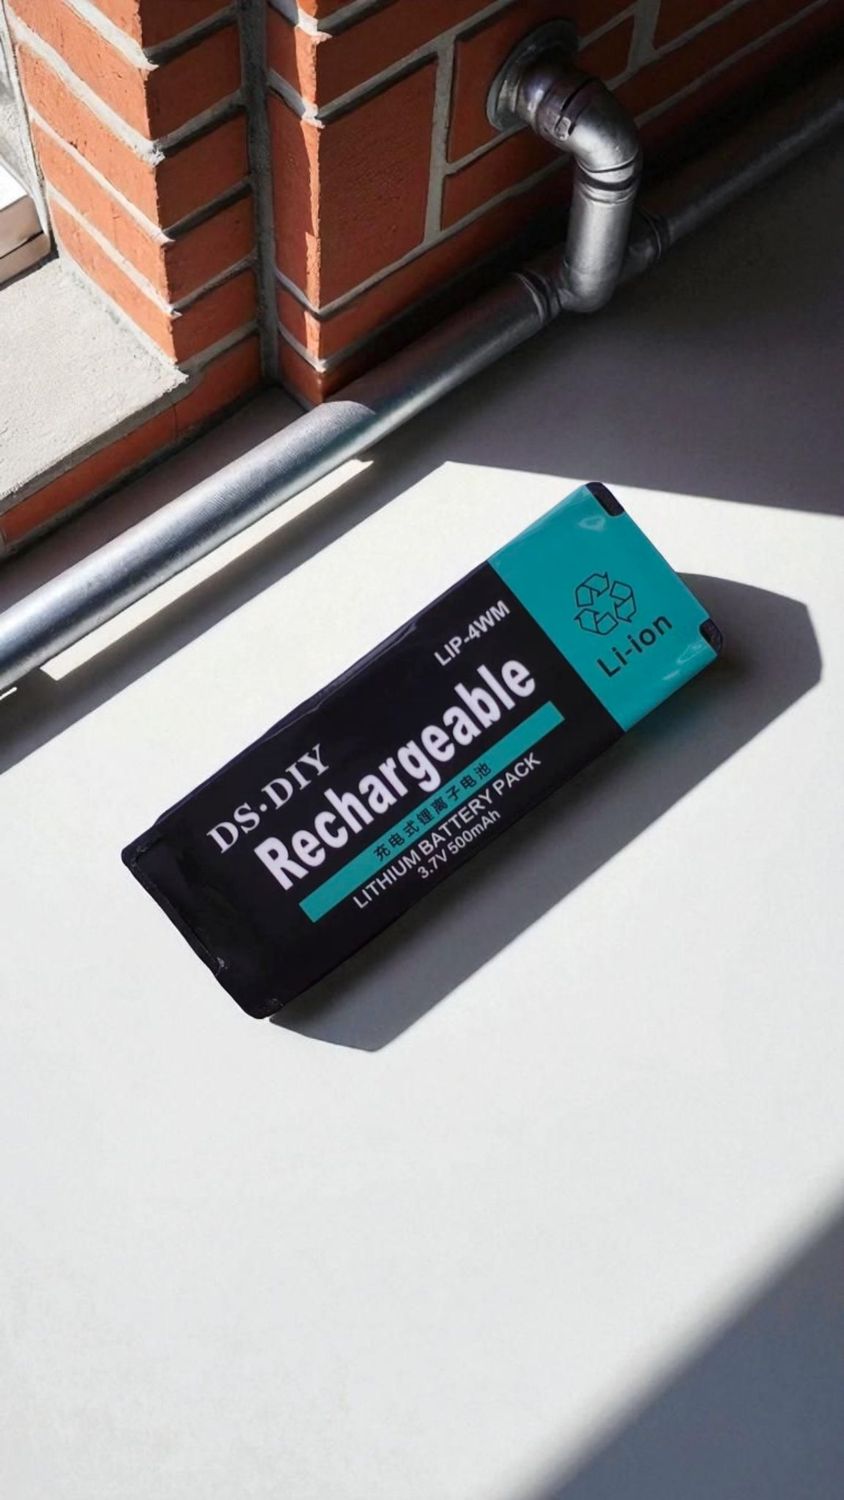 LIP-4WM
DS·DIY
Rechargeable
充电式锂离子电池
LITHIUM BATTERY PACK
3.7V 500mAh
Li-ion